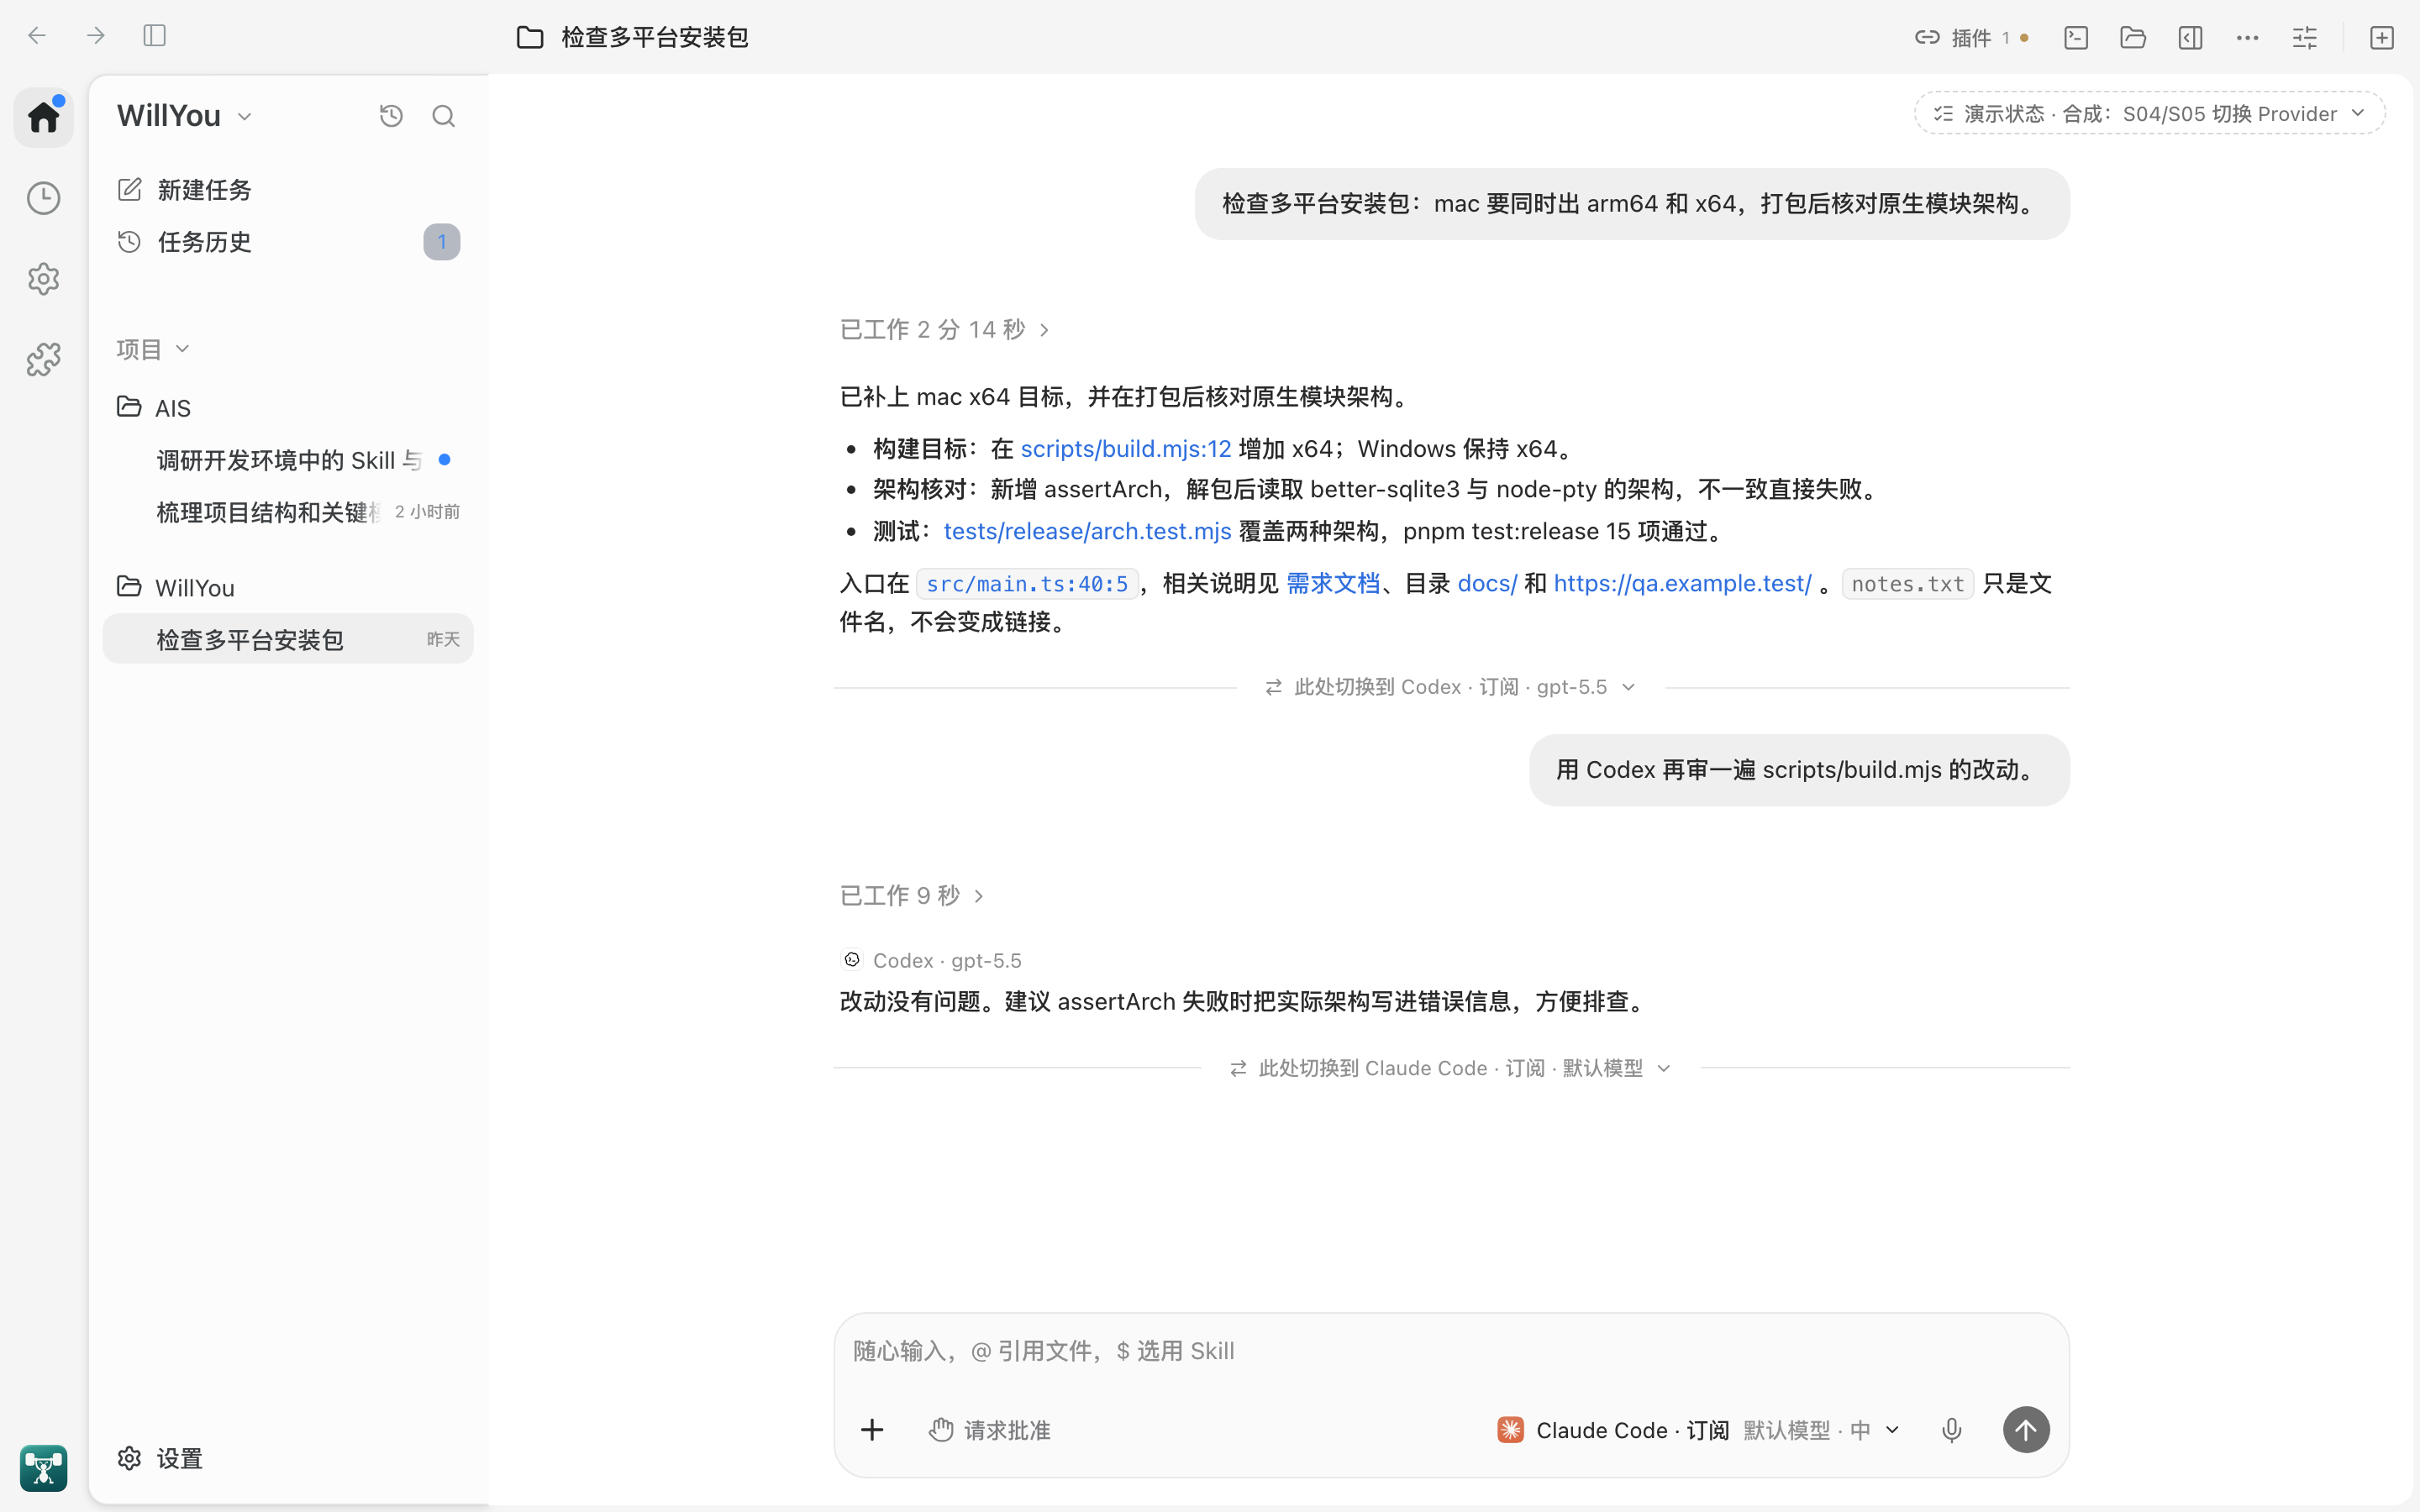 检查多平台安装包
插件 1
WillYou
演示状态 · 合成：S04/S05 切换 Provider
新建任务
任务历史 1
项目
AIS
调研开发环境中的 Skill 与
梳理项目结构和关键 2 小时前
WillYou
检查多平台安装包 昨天
设置
检查多平台安装包：mac 要同时出 arm64 和 x64，打包后核对原生模块架构。
已工作 2 分 14 秒
已补上 mac x64 目标，并在打包后核对原生模块架构。
• 构建目标：在 scripts/build.mjs:12 增加 x64；Windows 保持 x64。
• 架构核对：新增 assertArch，解包后读取 better-sqlite3 与 node-pty 的架构，不一致直接失败。
• 测试：tests/release/arch.test.mjs 覆盖两种架构，pnpm test:release 15 项通过。
入口在 src/main.ts:40:5，相关说明见 需求文档、目录 docs/ 和 https://qa.example.test/ 。notes.txt 只是文
件名，不会变成链接。
此处切换到 Codex · 订阅 · gpt-5.5
用 Codex 再审一遍 scripts/build.mjs 的改动。
已工作 9 秒
Codex · gpt-5.5
改动没有问题。建议 assertArch 失败时把实际架构写进错误信息，方便排查。
此处切换到 Claude Code · 订阅 · 默认模型
随心输入，@ 引用文件，$ 选用 Skill
请求批准
Claude Code · 订阅 默认模型 · 中